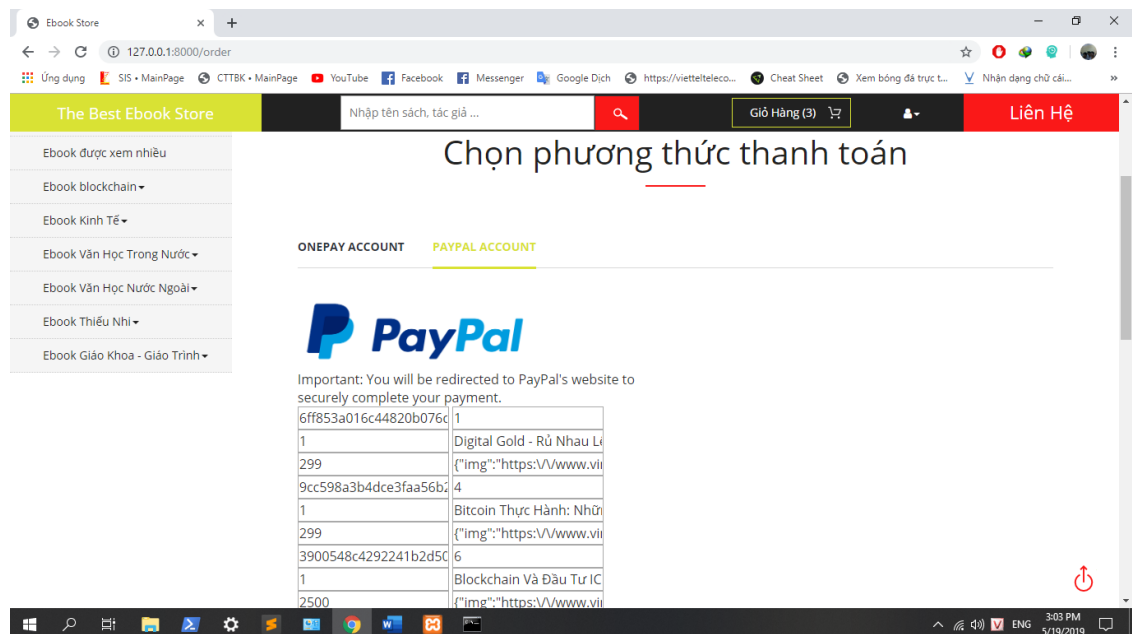 Ebook Store
127.0.0.1:8000/order
Ứng dụng SIS • MainPage CTTBK • MainPage YouTube Facebook Messenger Google Dịch https://viettelteleco... Cheat Sheet Xem bóng đá trực t... Nhận dạng chữ cái... »
The Best Ebook Store Nhập tên sách, tác giả ... Giỏ Hàng (3) Liên Hệ
Ebook được xem nhiều
Ebook blockchain
Ebook Kinh Tế
Ebook Văn Học Trong Nước
Ebook Văn Học Nước Ngoài
Ebook Thiếu Nhi
Ebook Giáo Khoa - Giáo Trình
Chọn phương thức thanh toán
ONEPAY ACCOUNT PAYPAL ACCOUNT
PayPal
Important: You will be redirected to PayPal's website to
securely complete your payment.
6ff853a016c44820b076c 1
1 Digital Gold - Rủ Nhau Lê
299 {"img":"https:\/\/www.vin
9cc598a3b4dce3faa56b2 4
1 Bitcoin Thực Hành: Nhữn
299 {"img":"https:\/\/www.vin
3900548c4292241b2d50 6
1 Blockchain Và Đầu Tư IC
2500 {"img":"https:\/\/www.vin
ENG 3:03 PM
5/19/2019